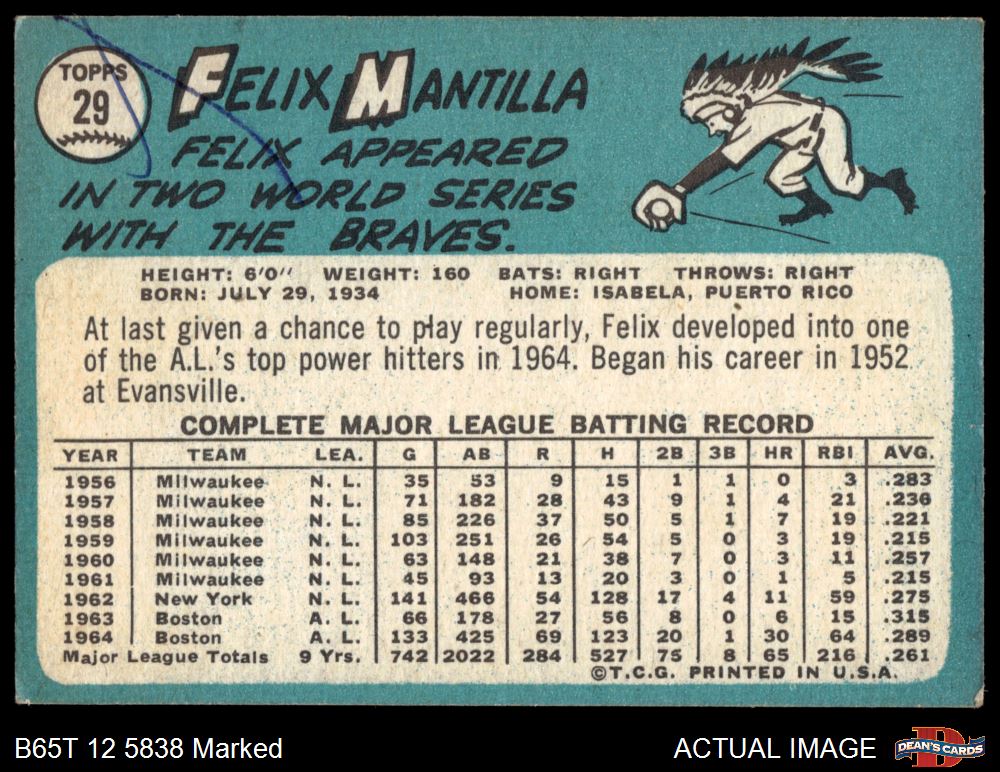 TOPPS
29
FELIX MANTILLA
FELIX APPEARED
IN TWO WORLD SERIES
WITH THE BRAVES.
HEIGHT: 6'0" WEIGHT: 160 BATS: RIGHT THROWS: RIGHT
BORN: JULY 29, 1934 HOME: ISABELA, PUERTO RICO
At last given a chance to play regularly, Felix developed into one
of the A.L.'s top power hitters in 1964. Began his career in 1952
at Evansville.
COMPLETE MAJOR LEAGUE BATTING RECORD
YEAR TEAM LEA. G AB R H 2B 3B HR RBI AVG.
1956 Milwaukee N. L. 35 53 9 15 1 1 0 3 .283
1957 Milwaukee N. L. 71 182 28 43 9 1 4 21 .236
1958 Milwaukee N. L. 85 226 37 50 5 1 7 19 .221
1959 Milwaukee N. L. 103 251 26 54 5 0 3 19 .215
1960 Milwaukee N. L. 63 148 21 38 7 0 3 11 .257
1961 Milwaukee N. L. 45 93 13 20 3 0 1 5 .215
1962 New York N. L. 141 466 54 128 17 4 11 59 .275
1963 Boston A. L. 66 178 27 56 8 0 6 15 .315
1964 Boston A. L. 133 425 69 123 20 1 30 64 .289
Major League Totals 9 Yrs. 742 2022 284 527 75 8 65 216 .261
©T.C.G. PRINTED IN U.S.A.
B65T 12 5838 Marked ACTUAL IMAGE DEAN'S CARDS